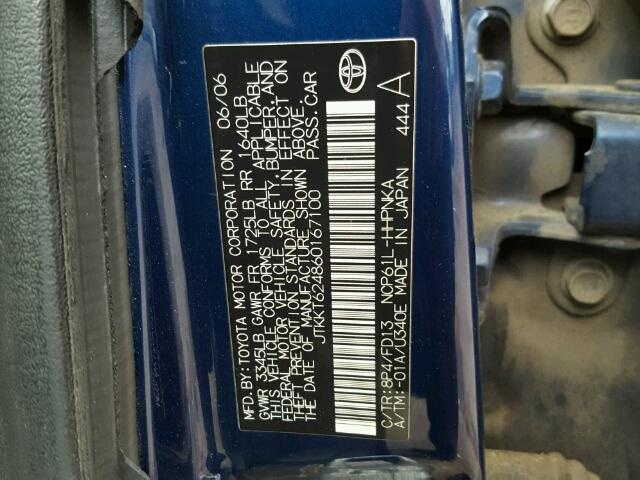 MFD.BY:TOYOTA MOTOR CORPORATION 06/06
GVWR 3345LB GAWR FR 1725LB RR 1640LB
THIS VEHICLE CONFORMS TO ALL APPLICABLE
FEDERAL MOTOR VEHICLE SAFETY, BUMPER, AND
THEFT PREVENTION STANDARDS IN EFFECT ON
THE DATE OF MANUFACTURE SHOWN ABOVE.
JTKKT624860167100 PASS.CAR
C/TR:8P4/FD13 NCP61L-HHPNKA
A/TM:-01A/U340E MADE IN JAPAN 444 A